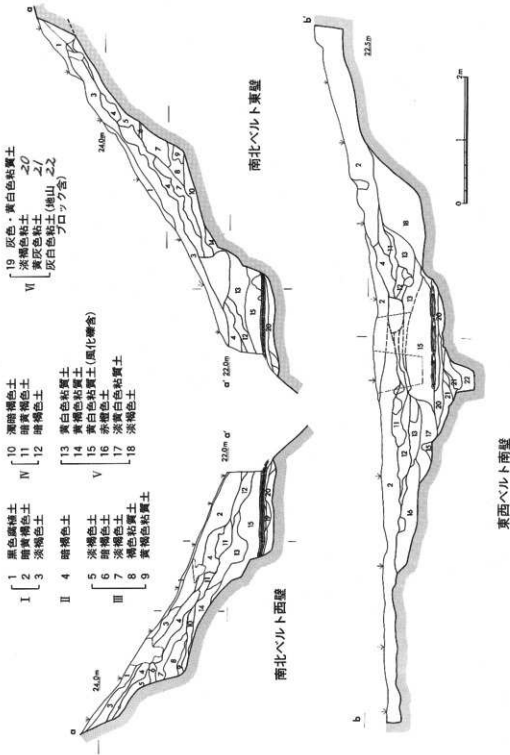 I
1 黒色腐植土
2 暗黄褐色土
3 淡褐色土
II
4 暗褐色土
III
5 淡褐色土
6 暗褐色土
7 淡褐色土
8 褐色粘質土
9 黄褐色粘質土
IV
10 濁暗褐色土
11 暗黄褐色土
12 暗褐色土
V
13 黄白色粘質土
14 黄褐色粘質土
15 黄白色粘質土(風化礫含)
16 赤橙色土
17 淡黄白色粘質土
18 淡褐色土
VI
19 灰色・黄白色粘質土
淡褐色粘土 20
黄灰色粘土 21
灰白色粘土(地山 22
ブロック含)
a
24.0m
22.0m a'
南北ベルト西壁
a
24.0m
a' 22.0m
南北ベルト東壁
b
b'
22.5m
東西ベルト南壁
0 2m